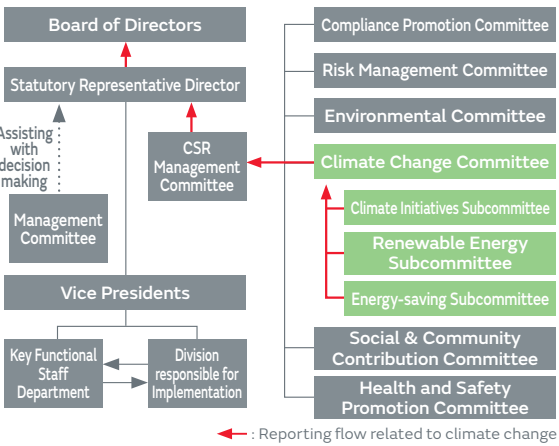 Board of Directors
Statutory Representative Director
Assisting
with
decision
making
CSR
Management
Committee
Management
Committee
Vice Presidents
Key Functional
Staff
Department
Division
responsible for
Implementation
Compliance Promotion Committee
Risk Management Committee
Environmental Committee
Climate Change Committee
Climate Initiatives Subcommittee
Renewable Energy
Subcommittee
Energy-saving Subcommittee
Social & Community
Contribution Committee
Health and Safety
Promotion Committee
: Reporting flow related to climate change